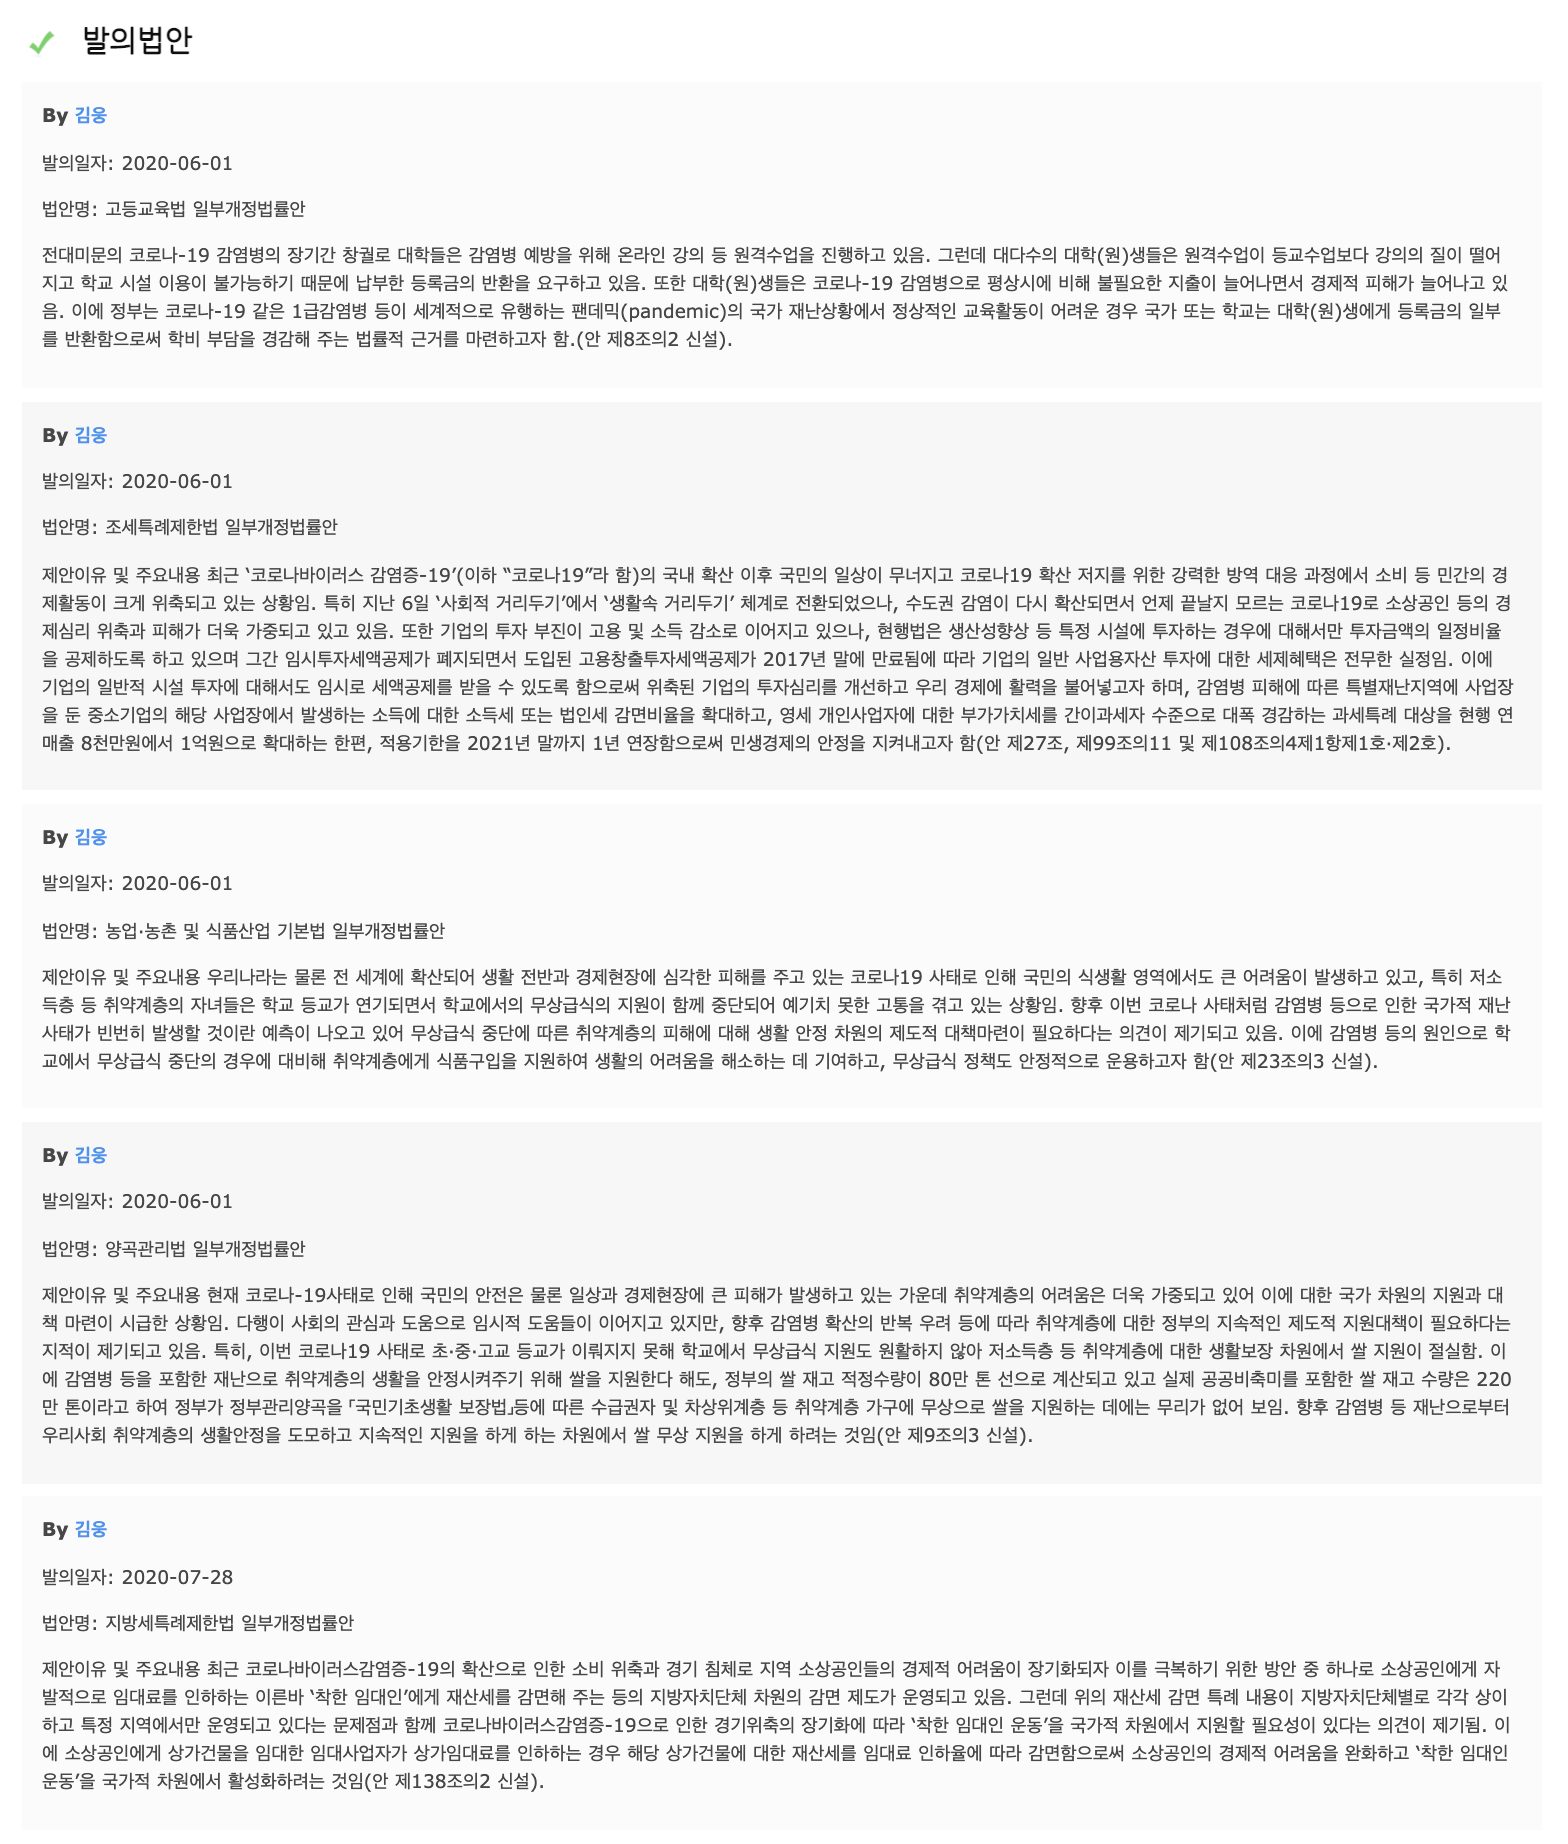 발의법안
By 김웅
발의일자: 2020-06-01
법안명: 고등교육법 일부개정법률안
전대미문의 코로나-19 감염병의 장기간 창궐로 대학들은 감염병 예방을 위해 온라인 강의 등 원격수업을 진행하고 있음. 그런데 대다수의 대학(원)생들은 원격수업이 등교수업보다 강의의 질이 떨어
지고 학교 시설 이용이 불가능하기 때문에 납부한 등록금의 반환을 요구하고 있음. 또한 대학(원)생들은 코로나-19 감염병으로 평상시에 비해 불필요한 지출이 늘어나면서 경제적 피해가 늘어나고 있
음. 이에 정부는 코로나-19 같은 1급감염병 등이 세계적으로 유행하는 팬데믹(pandemic)의 국가 재난상황에서 정상적인 교육활동이 어려운 경우 국가 또는 학교는 대학(원)생에게 등록금의 일부
를 반환함으로써 학비 부담을 경감해 주는 법률적 근거를 마련하고자 함.(안 제8조의2 신설).
By 김웅
발의일자: 2020-06-01
법안명: 조세특례제한법 일부개정법률안
제안이유 및 주요내용 최근 ‘코로나바이러스 감염증-19’(이하 “코로나19”라 함)의 국내 확산 이후 국민의 일상이 무너지고 코로나19 확산 저지를 위한 강력한 방역 대응 과정에서 소비 등 민간의 경
제활동이 크게 위축되고 있는 상황임. 특히 지난 6일 ‘사회적 거리두기’에서 ‘생활속 거리두기’ 체계로 전환되었으나, 수도권 감염이 다시 확산되면서 언제 끝날지 모르는 코로나19로 소상공인 등의 경
제심리 위축과 피해가 더욱 가중되고 있고 있음. 또한 기업의 투자 부진이 고용 및 소득 감소로 이어지고 있으나, 현행법은 생산성향상 등 특정 시설에 투자하는 경우에 대해서만 투자금액의 일정비율
을 공제하도록 하고 있으며 그간 임시투자세액공제가 폐지되면서 도입된 고용창출투자세액공제가 2017년 말에 만료됨에 따라 기업의 일반 사업용자산 투자에 대한 세제혜택은 전무한 실정임. 이에
기업의 일반적 시설 투자에 대해서도 임시로 세액공제를 받을 수 있도록 함으로써 위축된 기업의 투자심리를 개선하고 우리 경제에 활력을 불어넣고자 하며, 감염병 피해에 따른 특별재난지역에 사업장
을 둔 중소기업의 해당 사업장에서 발생하는 소득에 대한 소득세 또는 법인세 감면비율을 확대하고, 영세 개인사업자에 대한 부가가치세를 간이과세자 수준으로 대폭 경감하는 과세특례 대상을 현행 연
매출 8천만원에서 1억원으로 확대하는 한편, 적용기한을 2021년 말까지 1년 연장함으로써 민생경제의 안정을 지켜내고자 함(안 제27조, 제99조의11 및 제108조의4제1항제1호·제2호).
By 김웅
발의일자: 2020-06-01
법안명: 농업·농촌 및 식품산업 기본법 일부개정법률안
제안이유 및 주요내용 우리나라는 물론 전 세계에 확산되어 생활 전반과 경제현장에 심각한 피해를 주고 있는 코로나19 사태로 인해 국민의 식생활 영역에서도 큰 어려움이 발생하고 있고, 특히 저소
득층 등 취약계층의 자녀들은 학교 등교가 연기되면서 학교에서의 무상급식의 지원이 함께 중단되어 예기치 못한 고통을 겪고 있는 상황임. 향후 이번 코로나 사태처럼 감염병 등으로 인한 국가적 재난
사태가 빈번히 발생할 것이란 예측이 나오고 있어 무상급식 중단에 따른 취약계층의 피해에 대해 생활 안정 차원의 제도적 대책마련이 필요하다는 의견이 제기되고 있음. 이에 감염병 등의 원인으로 학
교에서 무상급식 중단의 경우에 대비해 취약계층에게 식품구입을 지원하여 생활의 어려움을 해소하는 데 기여하고, 무상급식 정책도 안정적으로 운용하고자 함(안 제23조의3 신설).
By 김웅
발의일자: 2020-06-01
법안명: 양곡관리법 일부개정법률안
제안이유 및 주요내용 현재 코로나-19사태로 인해 국민의 안전은 물론 일상과 경제현장에 큰 피해가 발생하고 있는 가운데 취약계층의 어려움은 더욱 가중되고 있어 이에 대한 국가 차원의 지원과 대
책 마련이 시급한 상황임. 다행이 사회의 관심과 도움으로 임시적 도움들이 이어지고 있지만, 향후 감염병 확산의 반복 우려 등에 따라 취약계층에 대한 정부의 지속적인 제도적 지원대책이 필요하다는
지적이 제기되고 있음. 특히, 이번 코로나19 사태로 초·중·고교 등교가 이뤄지지 못해 학교에서 무상급식 지원도 원활하지 않아 저소득층 등 취약계층에 대한 생활보장 차원에서 쌀 지원이 절실함. 이
에 감염병 등을 포함한 재난으로 취약계층의 생활을 안정시켜주기 위해 쌀을 지원한다 해도, 정부의 쌀 재고 적정수량이 80만 톤 선으로 계산되고 있고 실제 공공비축미를 포함한 쌀 재고 수량은 220
만 톤이라고 하여 정부가 정부관리양곡을 ｢국민기초생활 보장법｣등에 따른 수급권자 및 차상위계층 등 취약계층 가구에 무상으로 쌀을 지원하는 데에는 무리가 없어 보임. 향후 감염병 등 재난으로부터
우리사회 취약계층의 생활안정을 도모하고 지속적인 지원을 하게 하는 차원에서 쌀 무상 지원을 하게 하려는 것임(안 제9조의3 신설).
By 김웅
발의일자: 2020-07-28
법안명: 지방세특례제한법 일부개정법률안
제안이유 및 주요내용 최근 코로나바이러스감염증-19의 확산으로 인한 소비 위축과 경기 침체로 지역 소상공인들의 경제적 어려움이 장기화되자 이를 극복하기 위한 방안 중 하나로 소상공인에게 자
발적으로 임대료를 인하하는 이른바 ‘착한 임대인’에게 재산세를 감면해 주는 등의 지방자치단체 차원의 감면 제도가 운영되고 있음. 그런데 위의 재산세 감면 특례 내용이 지방자치단체별로 각각 상이
하고 특정 지역에서만 운영되고 있다는 문제점과 함께 코로나바이러스감염증-19으로 인한 경기위축의 장기화에 따라 ‘착한 임대인 운동’을 국가적 차원에서 지원할 필요성이 있다는 의견이 제기됨. 이
에 소상공인에게 상가건물을 임대한 임대사업자가 상가임대료를 인하하는 경우 해당 상가건물에 대한 재산세를 임대료 인하율에 따라 감면함으로써 소상공인의 경제적 어려움을 완화하고 ‘착한 임대인
운동’을 국가적 차원에서 활성화하려는 것임(안 제138조의2 신설).